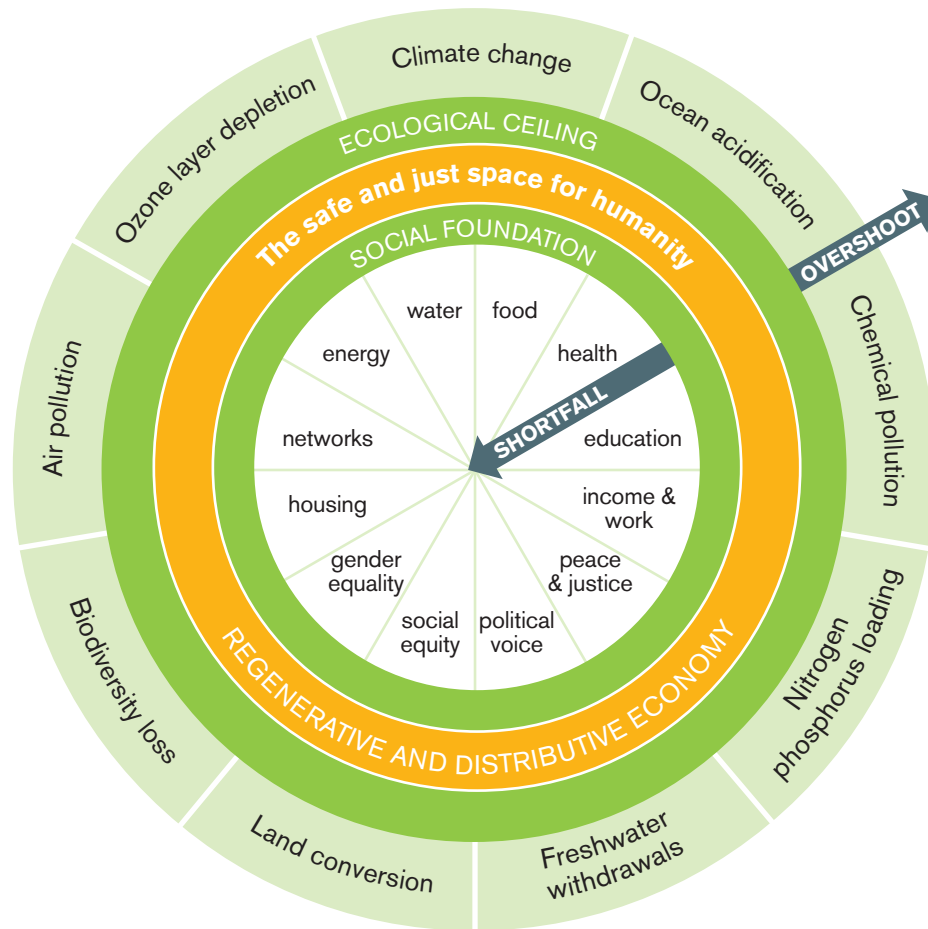 Climate change
Ocean acidification
OVERSHOOT
Chemical pollution
Nitrogen
phosphorus loading
Freshwater
withdrawals
Land conversion
Biodiversity loss
Air pollution
Ozone layer depletion
ECOLOGICAL CEILING
The safe and just space for humanity
SOCIAL FOUNDATION
water
food
energy
health
SHORTFALL
networks
education
housing
income &
work
gender
equality
peace
& justice
social
equity
political
voice
REGENERATIVE AND DISTRIBUTIVE ECONOMY